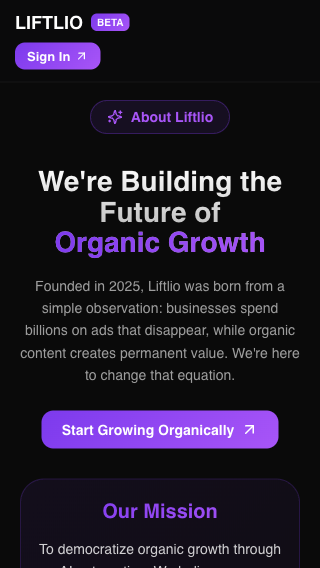 LIFTLIO BETA
Sign In
About Liftlio
We're Building the
Future of
Organic Growth
Founded in 2025, Liftlio was born from a
simple observation: businesses spend
billions on ads that disappear, while organic
content creates permanent value. We're here
to change that equation.
Start Growing Organically
Our Mission
To democratize organic growth through